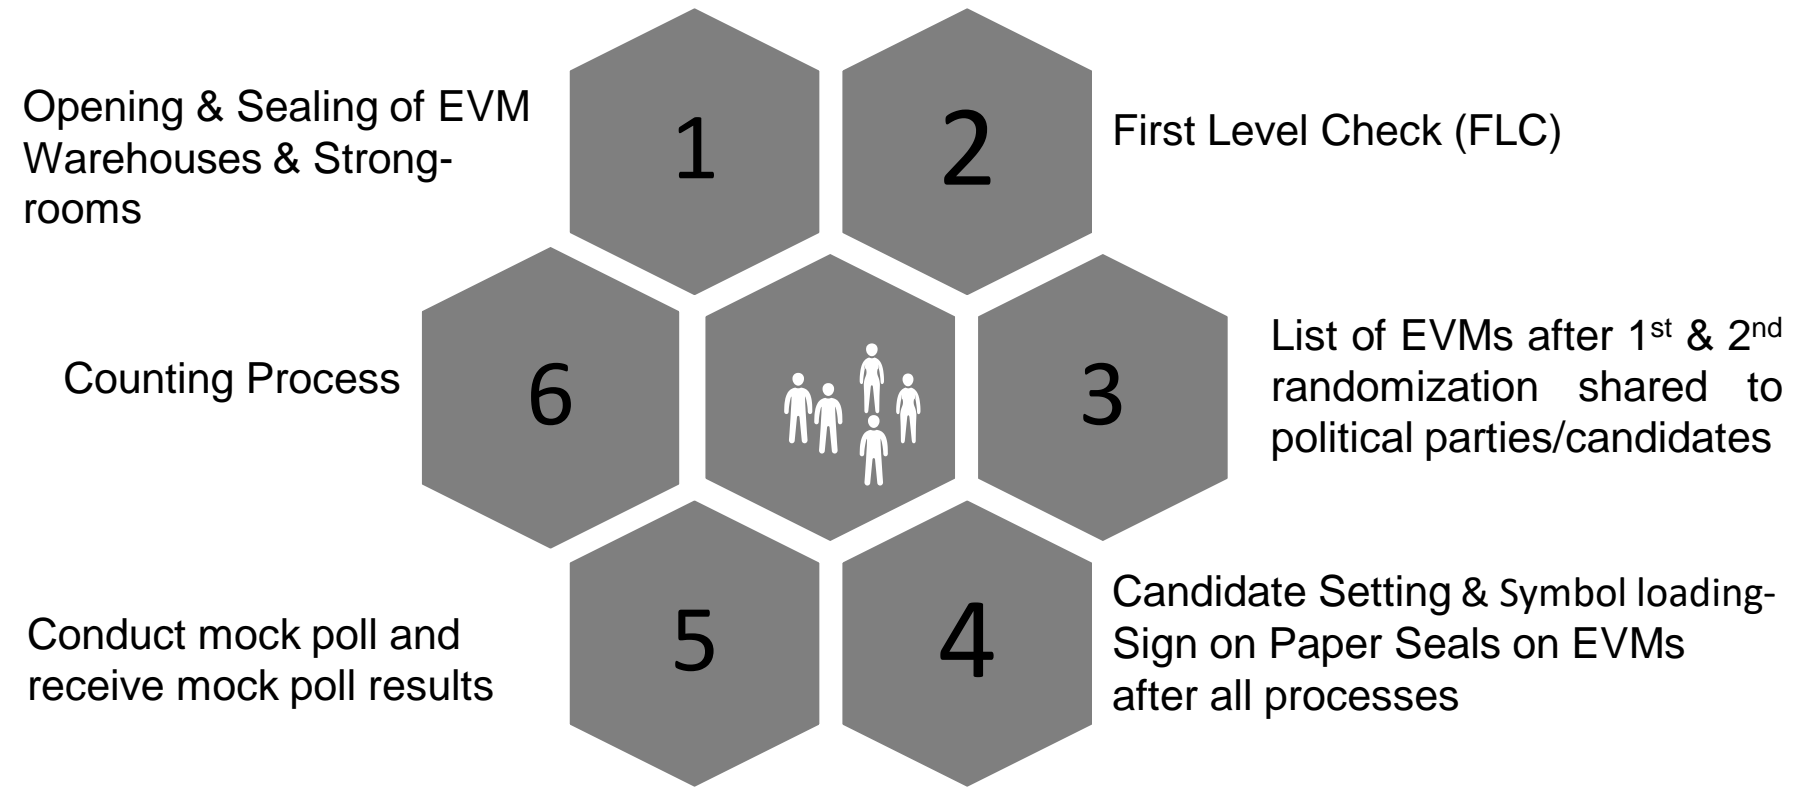 1
Opening & Sealing of EVM
Warehouses & Strong-
rooms
2
First Level Check (FLC)
3
List of EVMs after 1st & 2nd
randomization shared to
political parties/candidates
4
Candidate Setting & Symbol loading-
Sign on Paper Seals on EVMs
after all processes
5
Conduct mock poll and
receive mock poll results
6
Counting Process